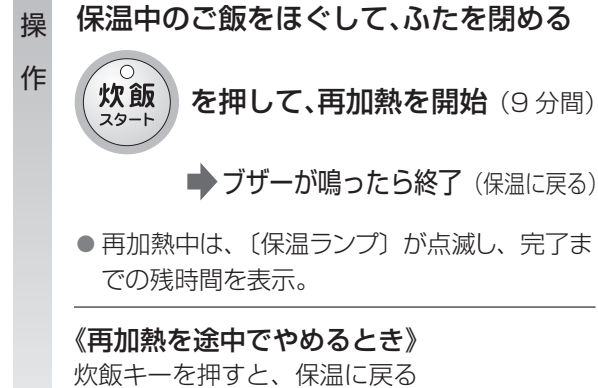 操作
保温中のご飯をほぐして、ふたを閉める
炊飯
スタート
を押して、再加熱を開始（9分間）
➡ブザーが鳴ったら終了（保温に戻る）
● 再加熱中は、〔保温ランプ〕が点滅し、完了ま
での残時間を表示。
《再加熱を途中でやめるとき》
炊飯キーを押すと、保温に戻る